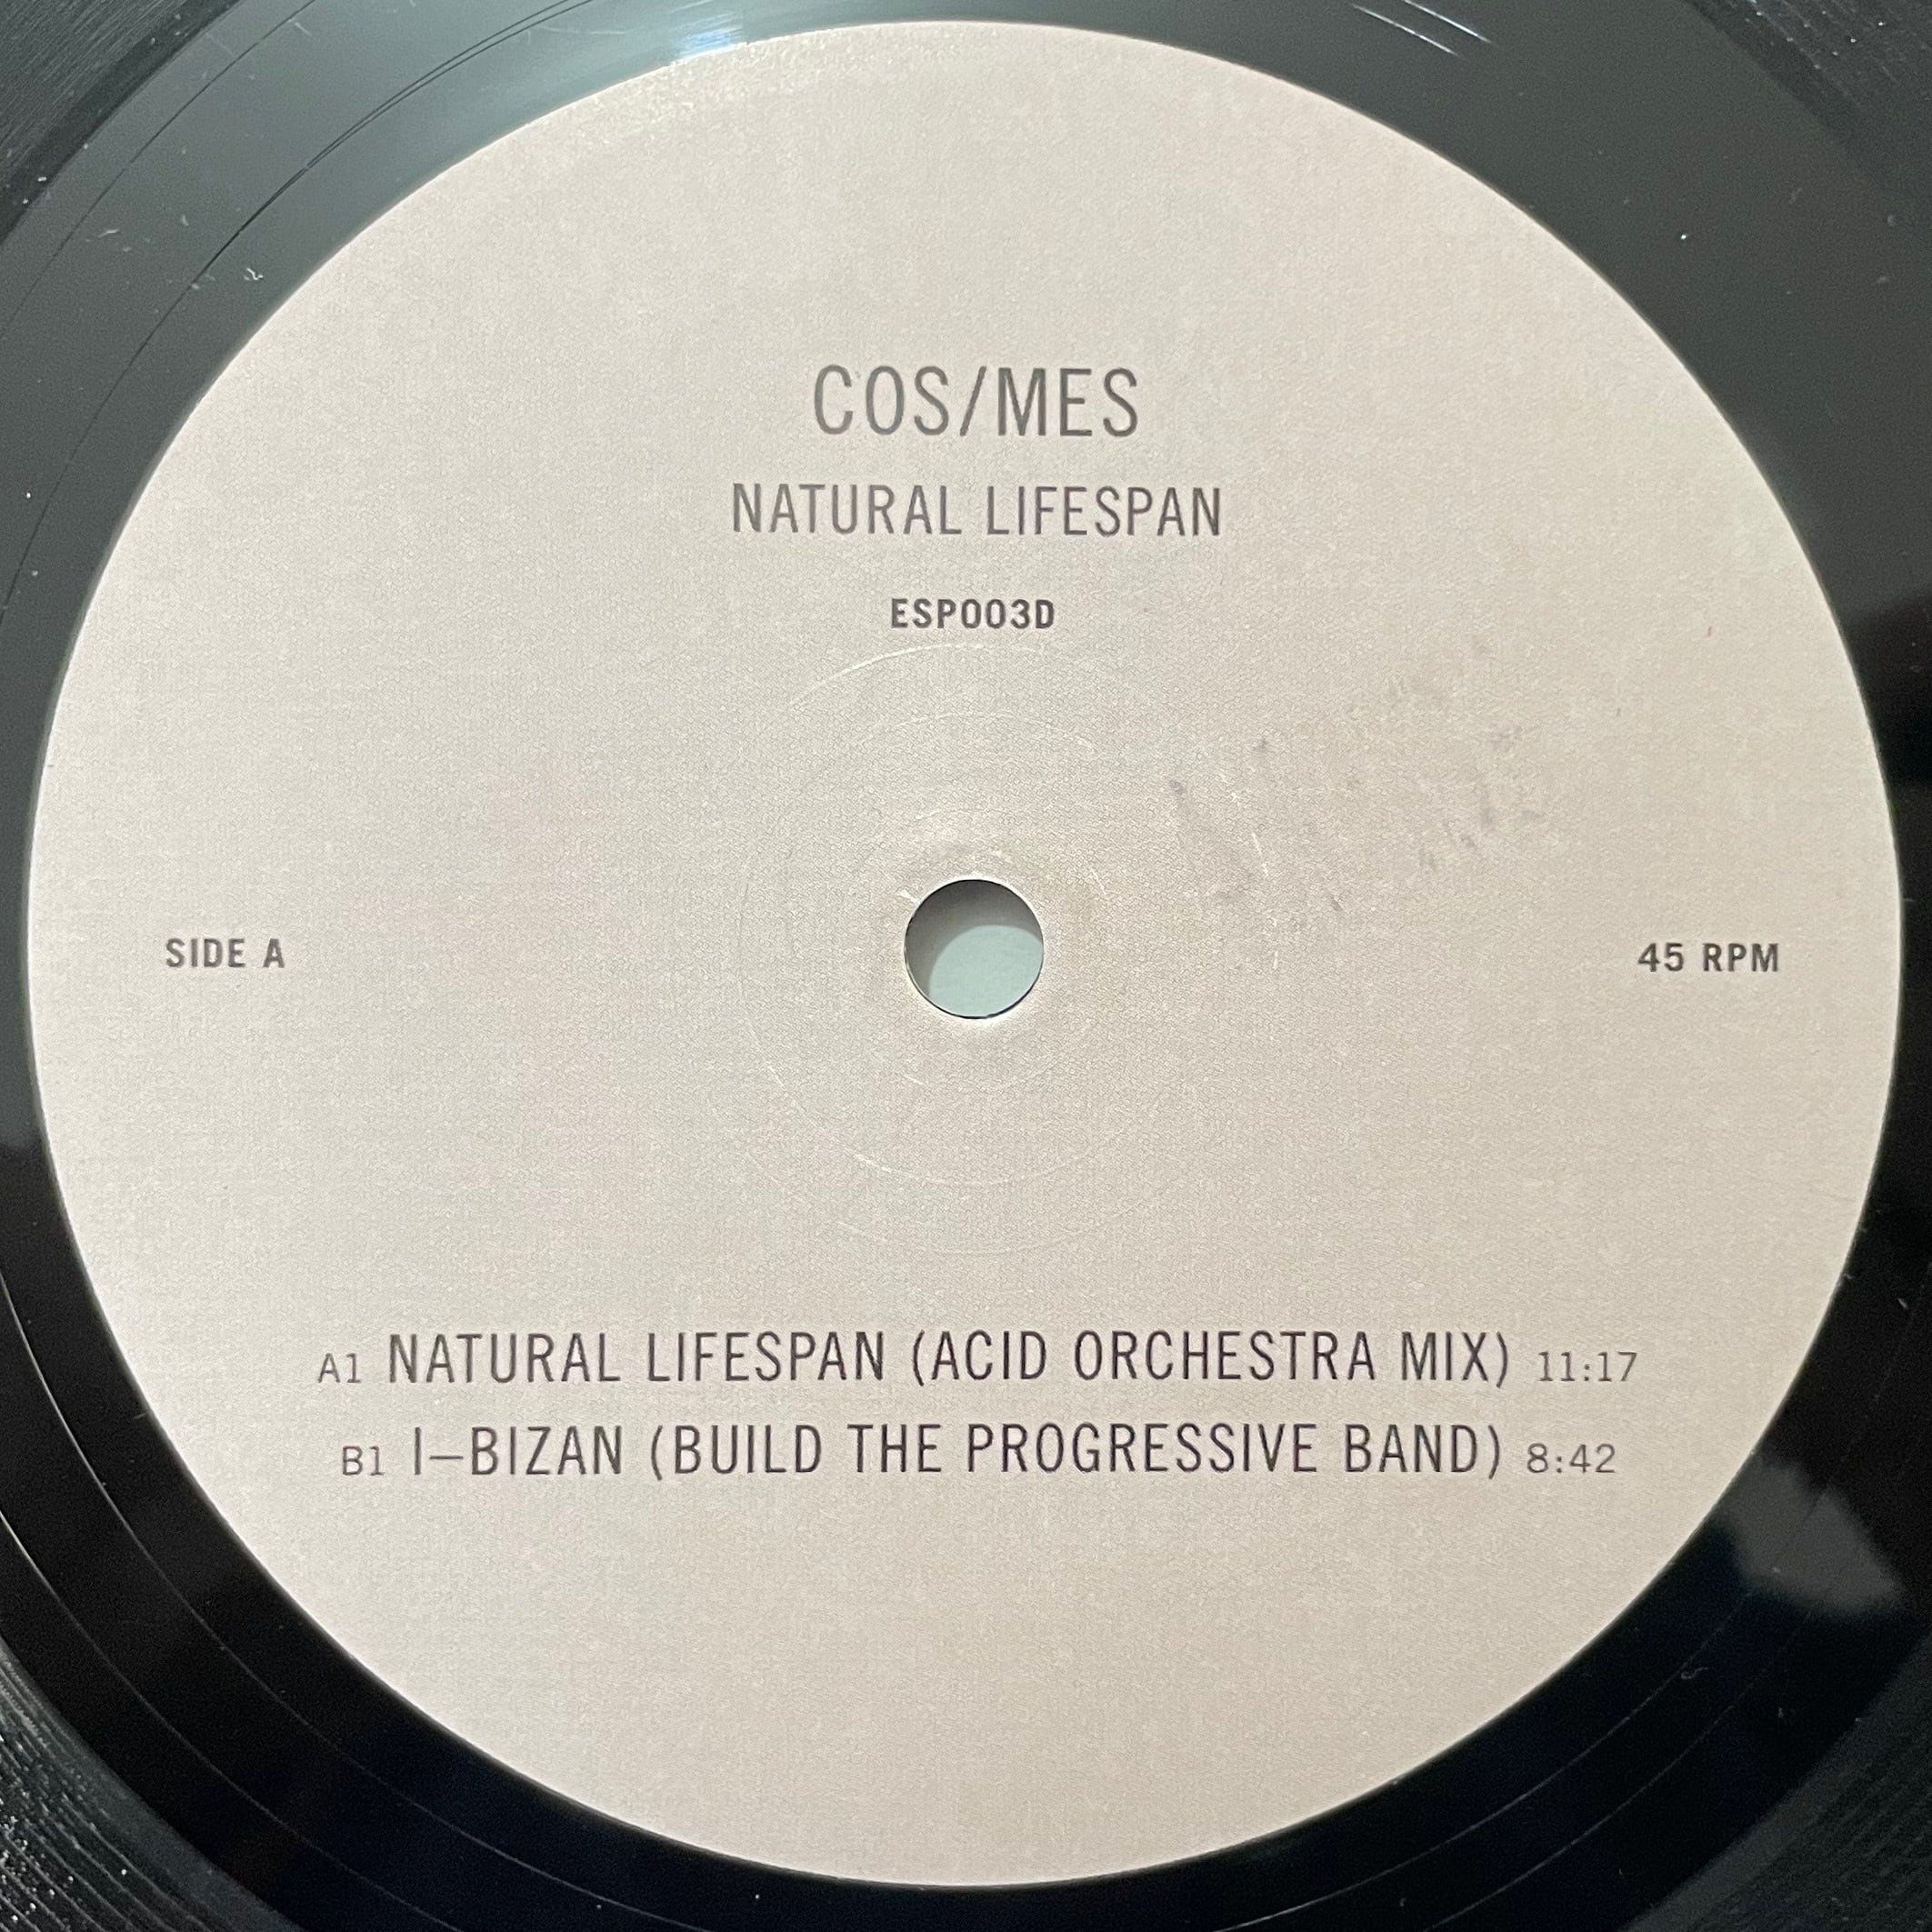 COS/MES
NATURAL LIFESPAN
ESP003D
SIDE A
45 RPM
A1 NATURAL LIFESPAN (ACID ORCHESTRA MIX) 11:17
B1 I–BIZAN (BUILD THE PROGRESSIVE BAND) 8:42